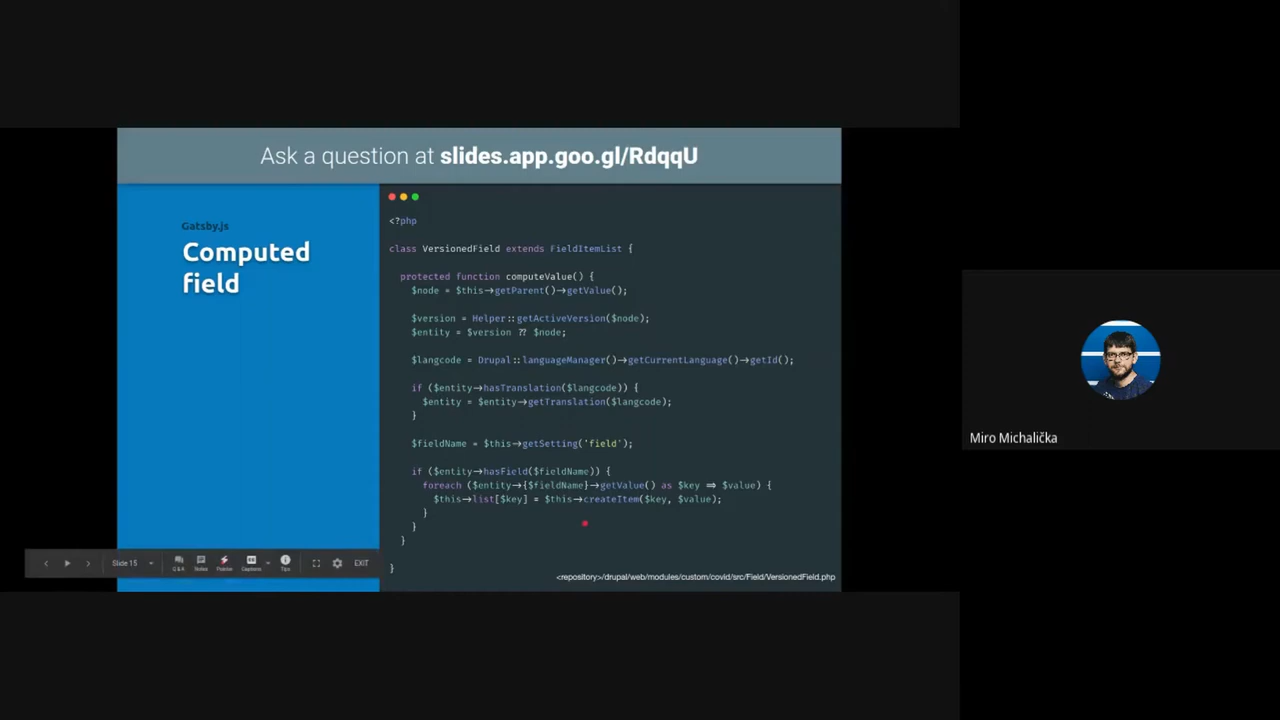 Ask a question at slides.app.goo.gl/RdqqU
Gatsby.js
Computed
field
<?php
class VersionedField extends FieldItemList {
protected function computeValue() {
$node = $this→getParent()→getValue();
$version = Helper::getActiveVersion($node);
$entity = $version ?? $node;
$langcode = Drupal::languageManager()→getCurrentLanguage()→getId();
if ($entity→hasTranslation($langcode)) {
$entity = $entity→getTranslation($langcode);
}
$fieldName = $this→getSetting('field');
if ($entity→hasField($fieldName)) {
foreach ($entity→{$fieldName}→getValue() as $key ⇒ $value) {
$this→list[$key] = $this→createItem($key, $value);
}
}
}
}
<repository>/drupal/web/modules/custom/covid/src/Field/VersionedField.php
Slide 15
Q & A
Notes
Pointer
Captions
Tips
EXIT
Miro Michalička